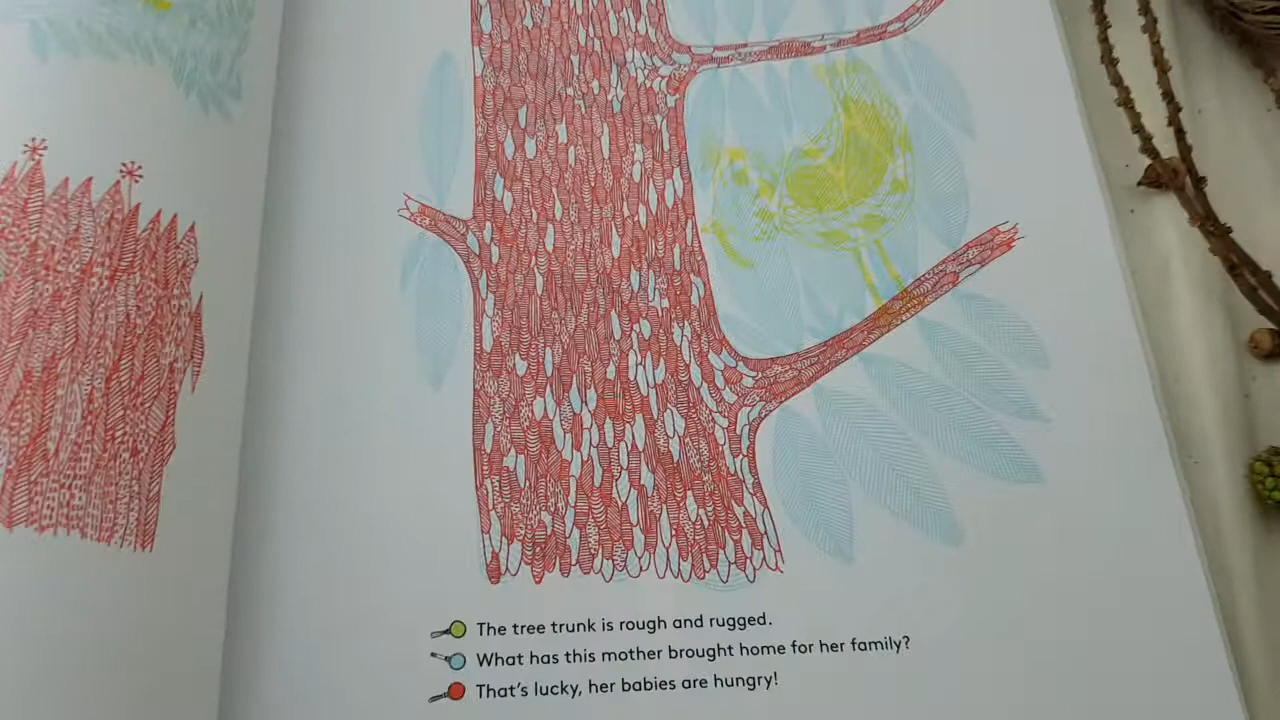 The tree trunk is rough and rugged.
What has this mother brought home for her family?
That's lucky, her babies are hungry!